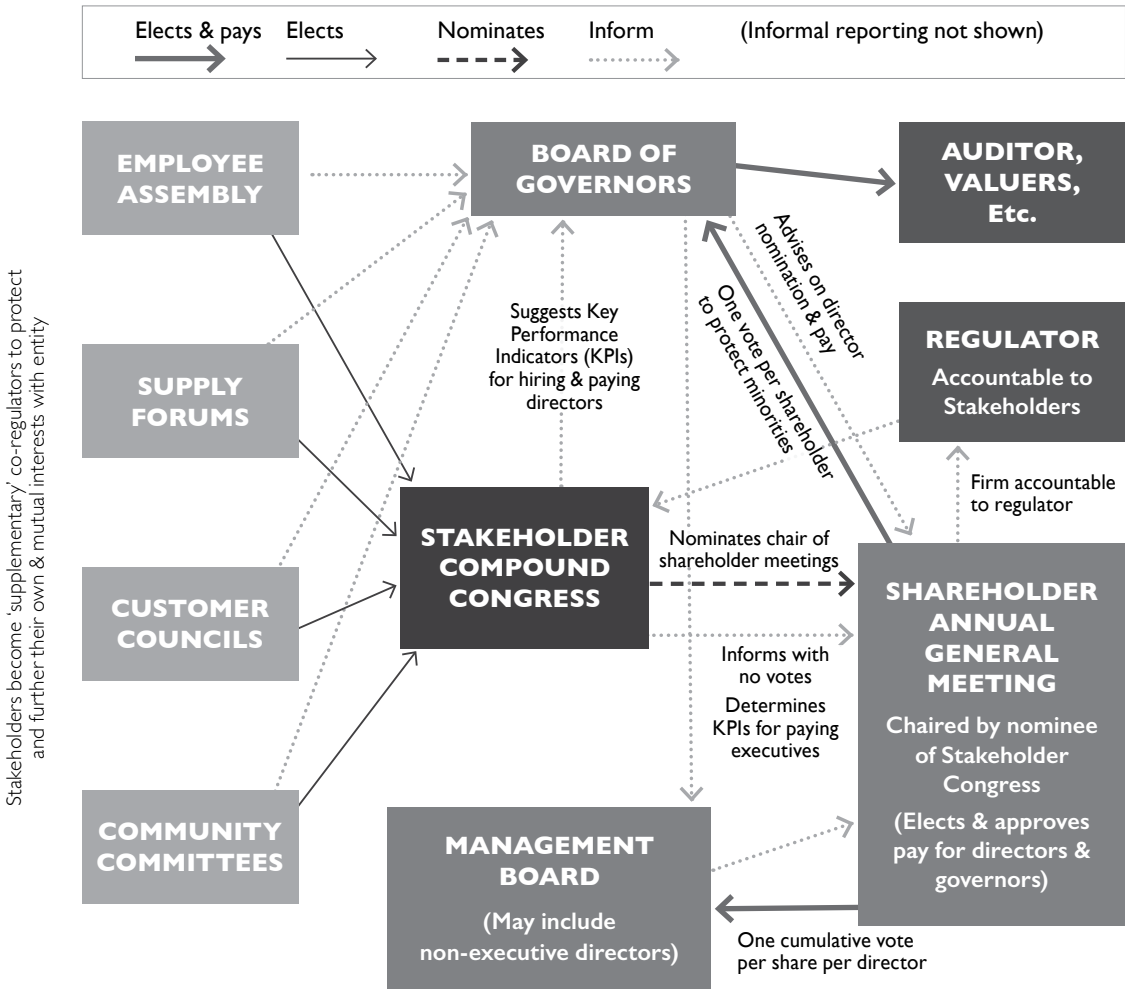 Elects & pays
Elects
Nominates
Inform
(Informal reporting not shown)
Stakeholders become ‘supplementary’ co-regulators to protect
and further their own & mutual interests with entity
EMPLOYEE
ASSEMBLY
BOARD OF
GOVERNORS
AUDITOR,
VALUERS,
Etc.
Advises on director
nomination & pay
One vote per shareholder
to protect minorities
Suggests Key
Performance
Indicators (KPIs)
for hiring & paying
directors
REGULATOR
Accountable to
Stakeholders
SUPPLY
FORUMS
Firm accountable
to regulator
STAKEHOLDER
COMPOUND
CONGRESS
Nominates chair of
shareholder meetings
CUSTOMER
COUNCILS
Informs with
no votes
Determines
KPIs for paying
executives
SHAREHOLDER
ANNUAL
GENERAL
MEETING
Chaired by nominee
of Stakeholder
Congress
(Elects & approves
pay for directors &
governors)
COMMUNITY
COMMITTEES
MANAGEMENT
BOARD
(May include
non-executive directors)
One cumulative vote
per share per director